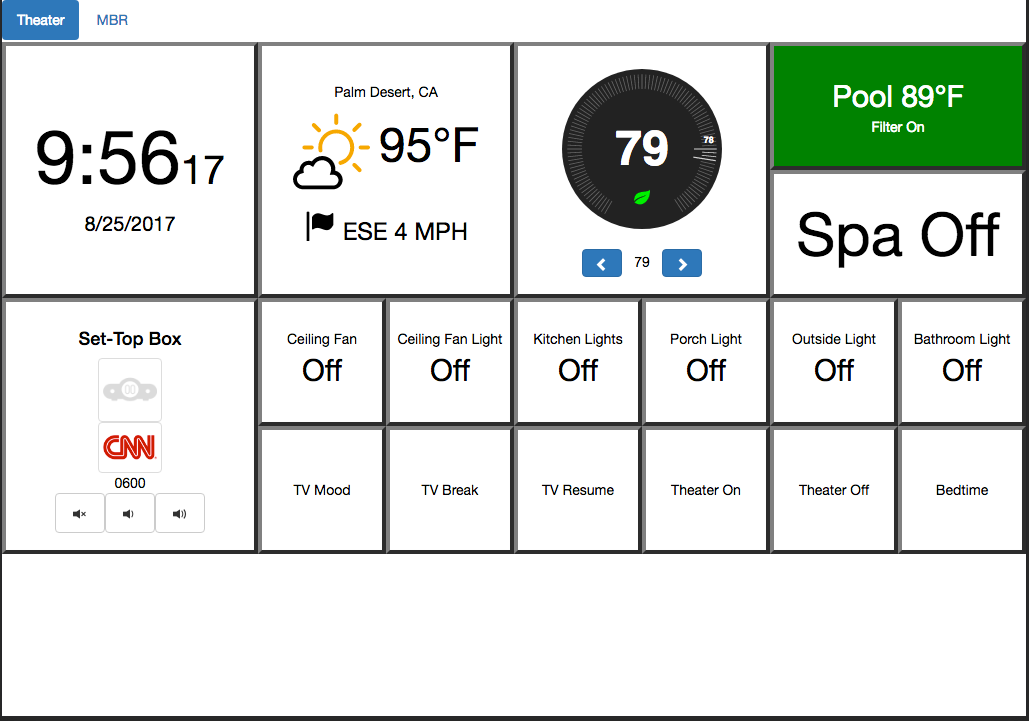 Theater MBR
9:56 17
8/25/2017
Palm Desert, CA
95°F
ESE 4 MPH
79
78
79
Pool 89°F
Filter On
Spa Off
Set-Top Box
CNN
0600
Ceiling Fan
Off
Ceiling Fan Light
Off
Kitchen Lights
Off
Porch Light
Off
Outside Light
Off
Bathroom Light
Off
TV Mood
TV Break
TV Resume
Theater On
Theater Off
Bedtime